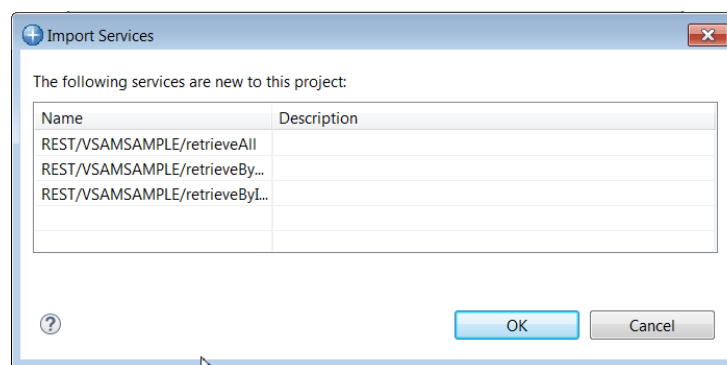 Import Services
The following services are new to this project:
Name Description
REST/VSAMSAMPLE/retrieveAll
REST/VSAMSAMPLE/retrieveBy...
REST/VSAMSAMPLE/retrieveByI...
OK Cancel